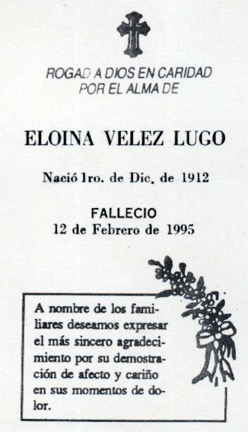 ROGAD A DIOS EN CARIDAD
POR EL ALMA DE
ELOINA VELEZ LUGO
Nació 1ro. de Dic. de 1912
FALLECIO
12 de Febrero de 1995
A nombre de los fami-
liares deseamos expresar
el más sincero agradeci-
miento por su demostra-
ción de afecto y cariño
en sus momentos de do-
lor.